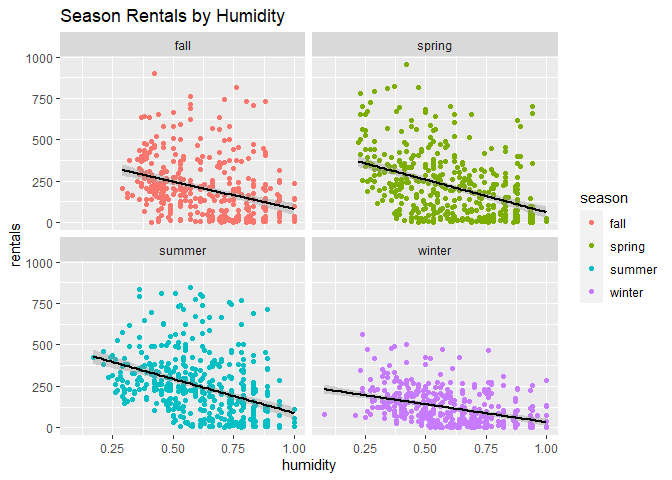 Season Rentals by Humidity
fall
spring
1000
750
500
250
0
summer
winter
1000
750
500
250
0
0.25
0.50
0.75
1.00
0.25
0.50
0.75
1.00
humidity
rentals
season
fall
spring
summer
winter